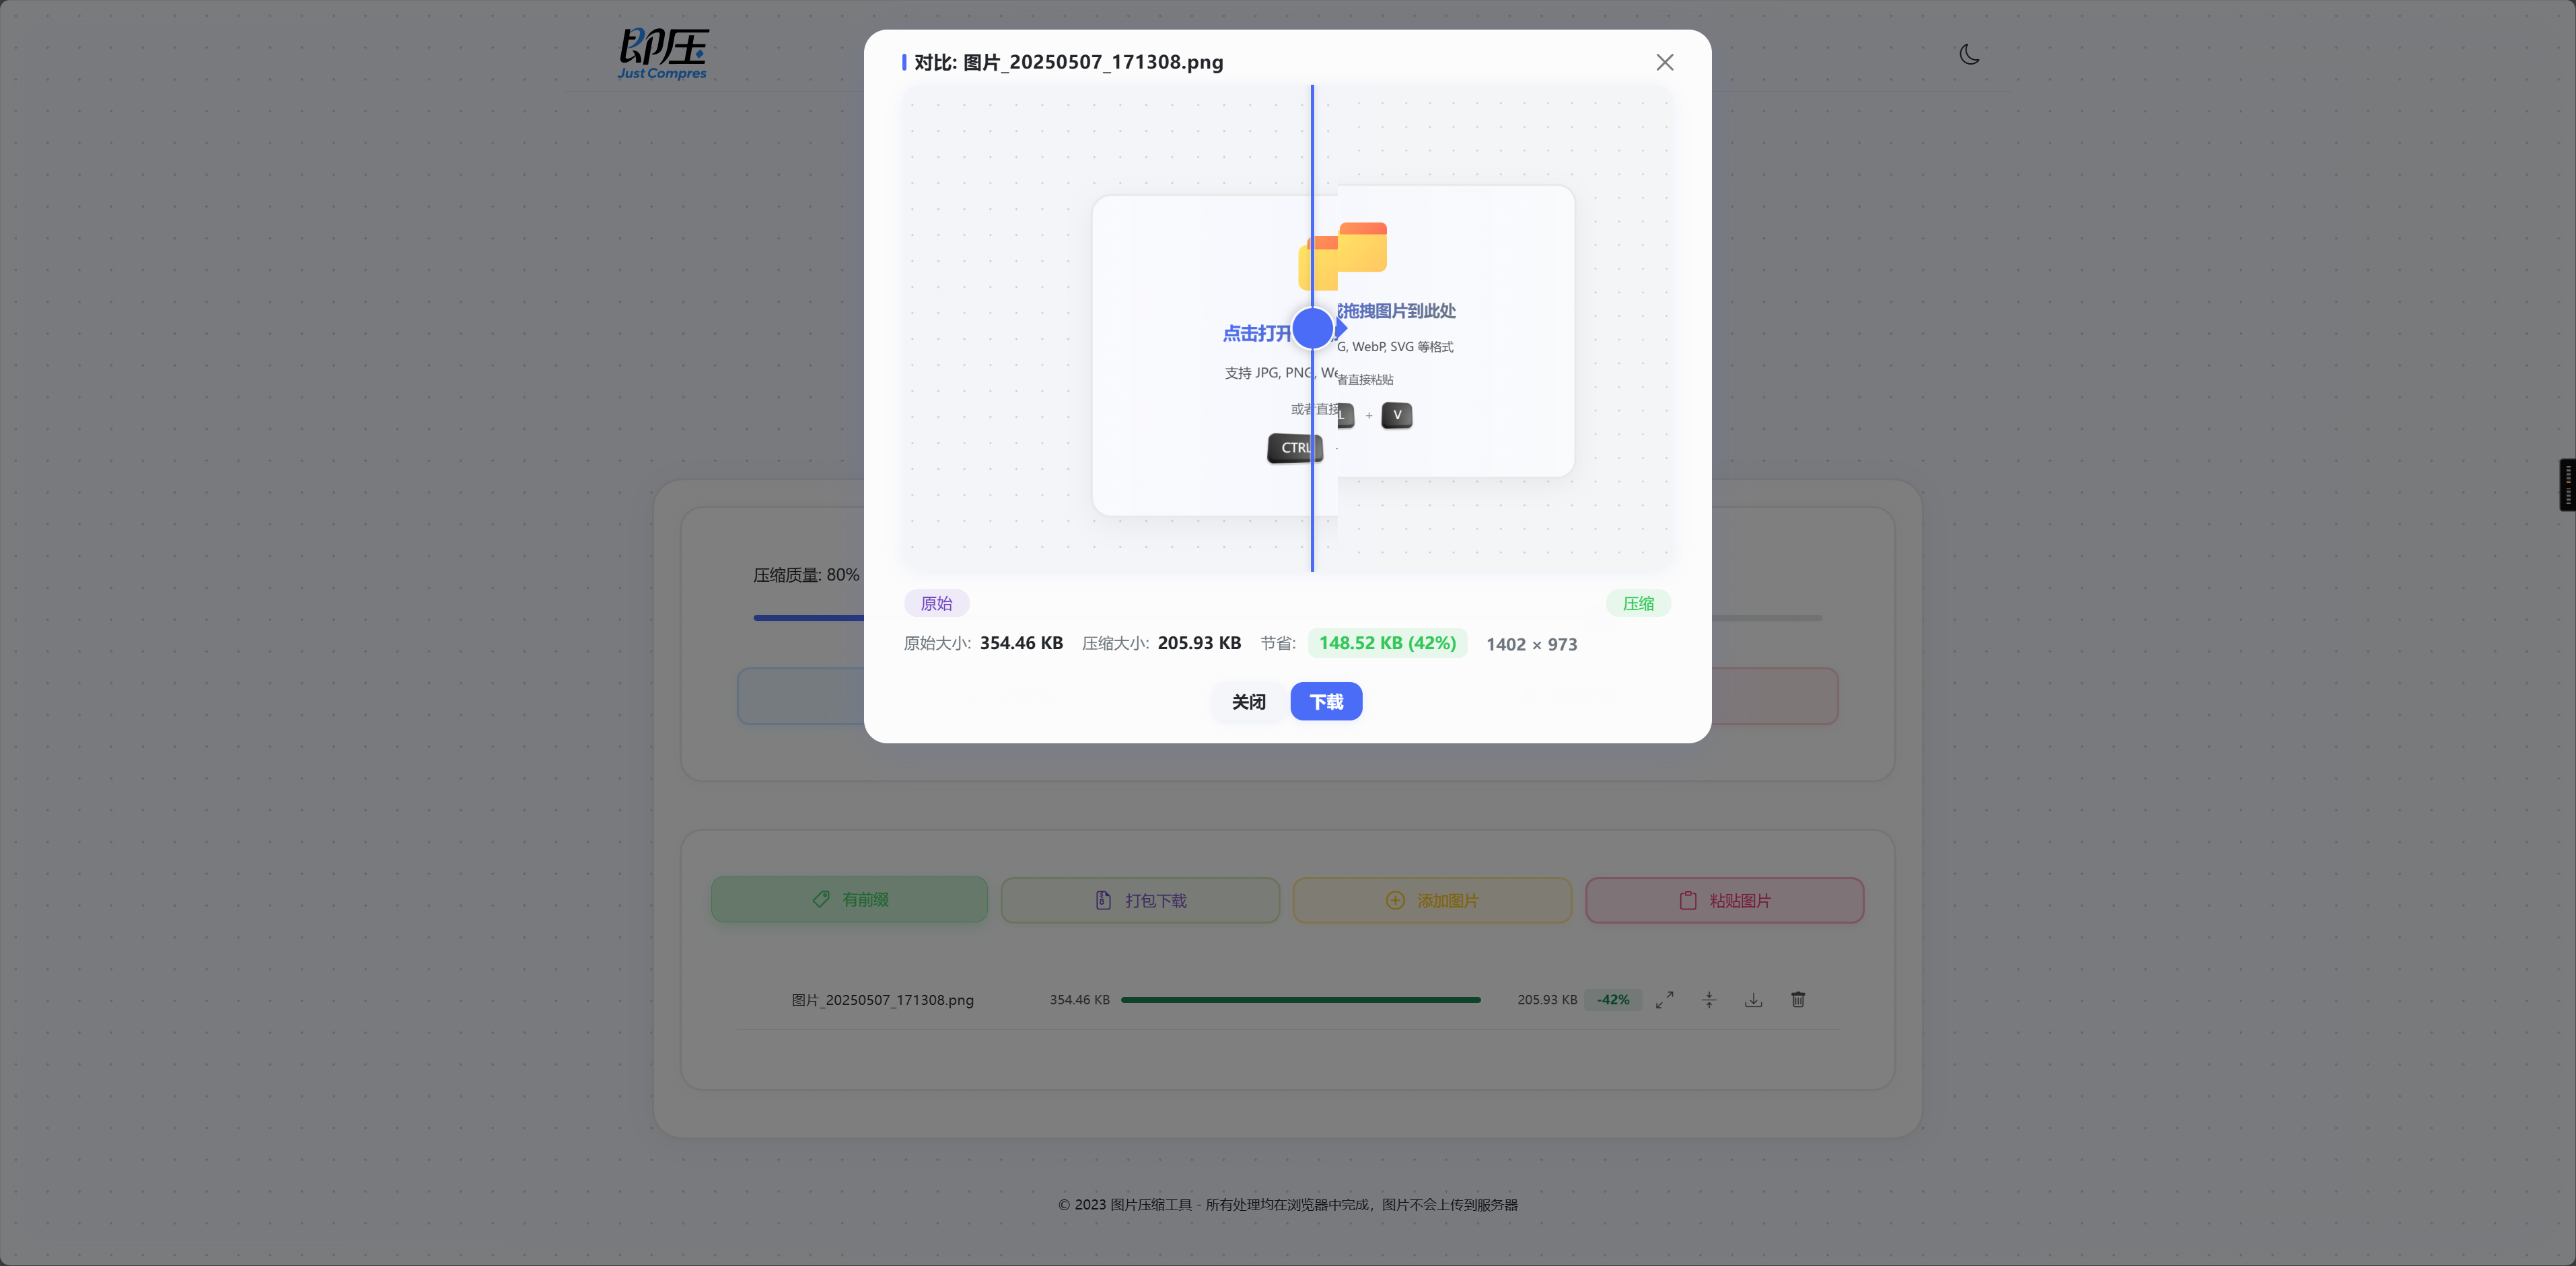 即压
Just Compres
对比: 图片_20250507_171308.png
点击打开
拖拽图片到此处
支持 JPG, PNG, We
G, WebP, SVG 等格式
或者直接
者直接粘贴
CTRL
L + V
原始
压缩
原始大小: 354.46 KB 压缩大小: 205.93 KB 节省: 148.52 KB (42%) 1402 × 973
关闭 下载
压缩质量: 80%
有前缀 打包下载 添加图片 粘贴图片
图片_20250507_171308.png 354.46 KB 205.93 KB -42%
© 2023 图片压缩工具 - 所有处理均在浏览器中完成，图片不会上传到服务器